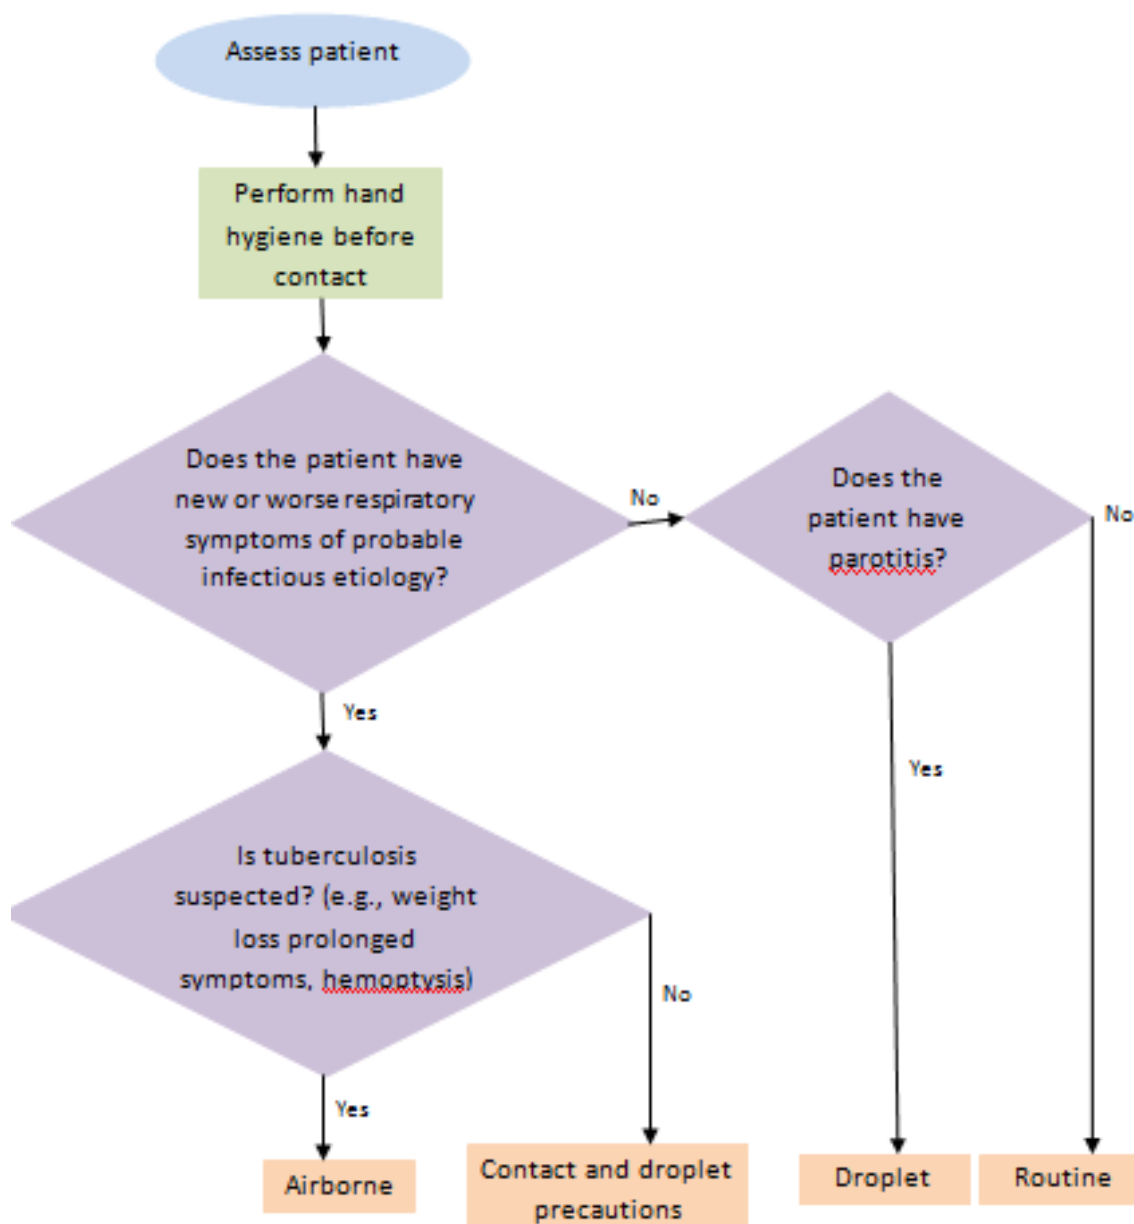 Assess patient
Perform hand
hygiene before
contact
Does the patient have
new or worse respiratory
symptoms of probable
infectious etiology?
No
Does the
patient have
parotitis?
No
Yes
Yes
Is tuberculosis
suspected? (e.g., weight
loss prolonged
symptoms, hemoptysis)
No
Yes
Airborne
Contact and droplet
precautions
Droplet
Routine